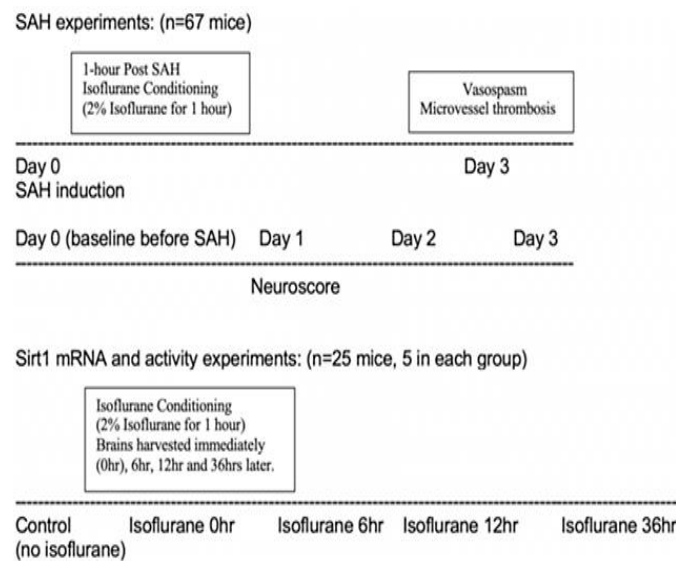 SAH experiments: (n=67 mice)
1-hour Post SAH
Isoflurane Conditioning
(2% Isoflurane for 1 hour)
Vasospasm
Microvessel thrombosis
Day 0
Day 3
SAH induction
Day 0 (baseline before SAH) Day 1 Day 2 Day 3
Neuroscore
Sirt1 mRNA and activity experiments: (n=25 mice, 5 in each group)
Isoflurane Conditioning
(2% Isoflurane for 1 hour)
Brains harvested immediately
(0hr), 6hr, 12hr and 36hrs later.
Control Isoflurane 0hr Isoflurane 6hr Isoflurane 12hr Isoflurane 36hr
(no isoflurane)